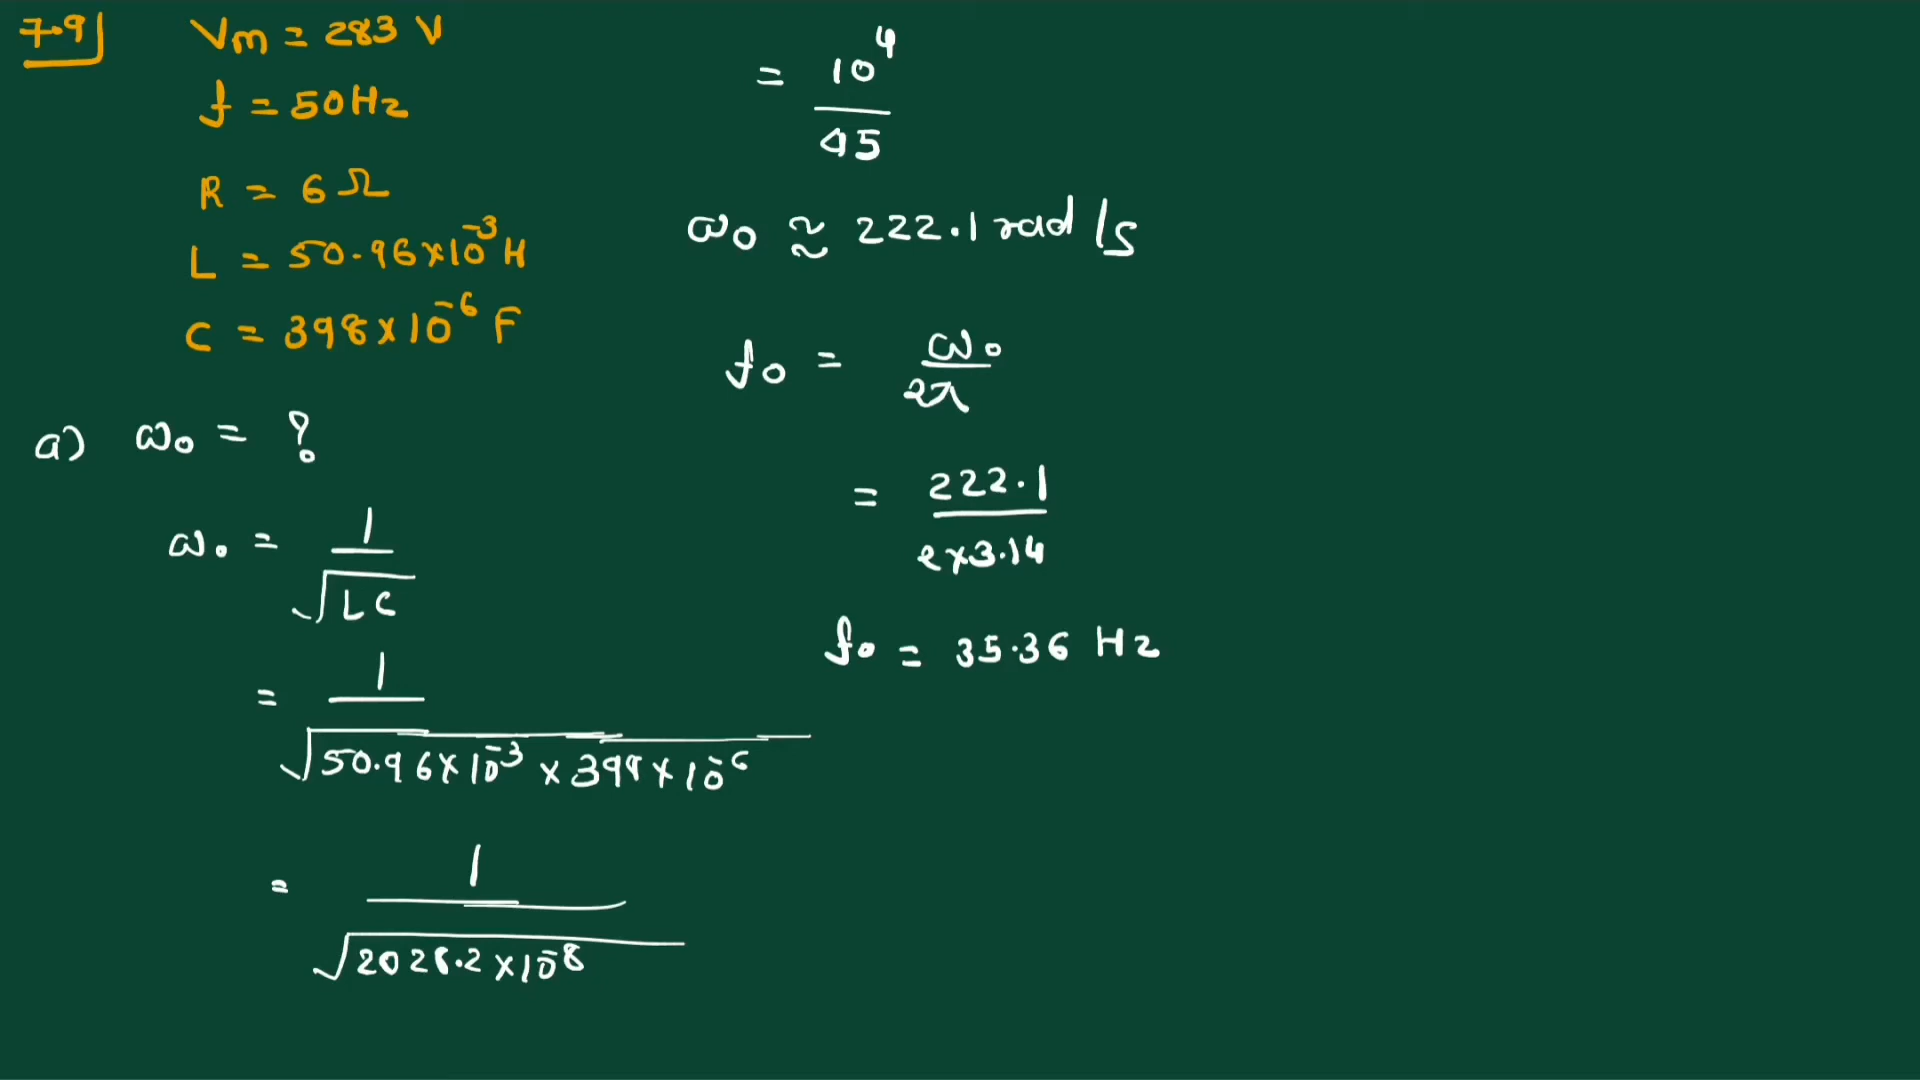 7.9] Vm = 283 V
f = 50Hz
R = 6 Ω
L = 50.96×10⁻³ H
C = 398×10⁻⁶ F
a) ω₀ = ?
ω₀ = 1
√LC
= 1
√50.96×10⁻³ × 398×10⁻⁶
= 1
√2028.2×10⁻⁸
= 10⁴
45
ω₀ ≈ 222.1 rad/s
f₀ = ω₀
2π
= 222.1
2×3.14
f₀ = 35.36 Hz